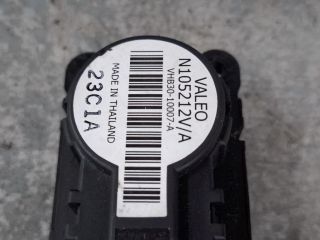 VALEO
N105212V/A
VHB30-10007-A
MADE IN THAILAND
23C1A